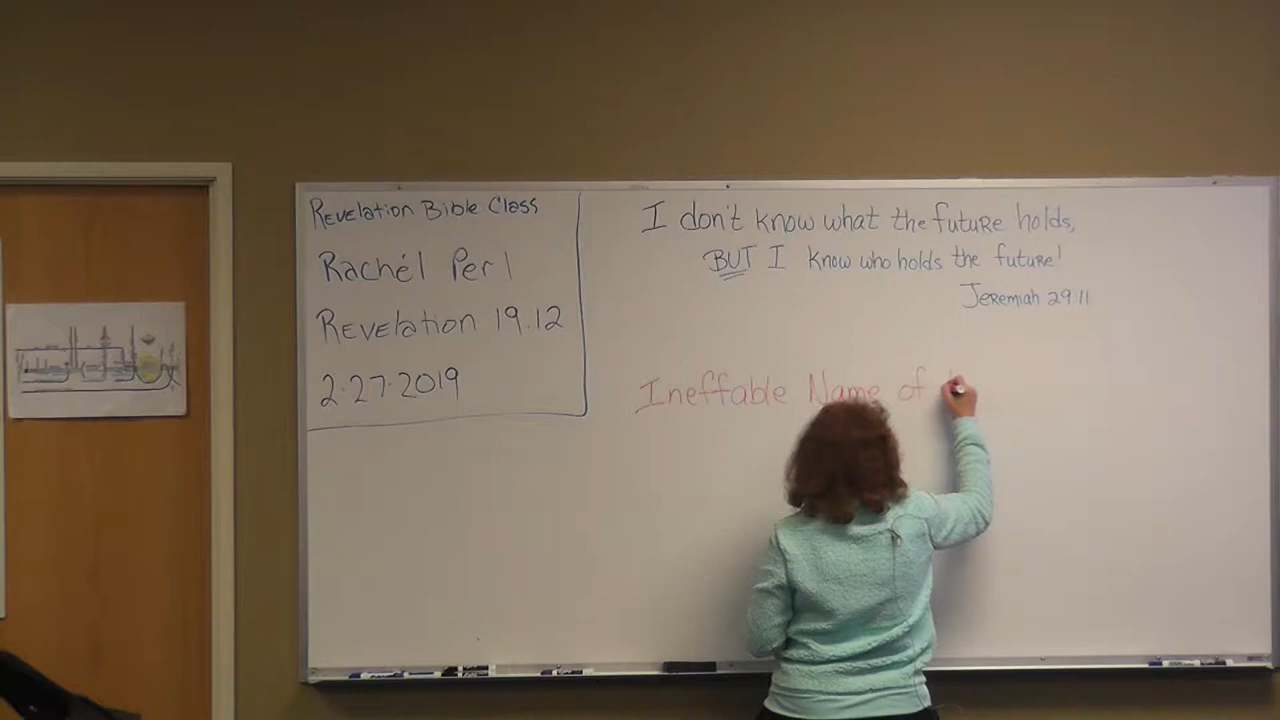 Revelation Bible Class
Rachél Perl
Revelation 19.12
2.27.2019
I don't know what the future holds,
BUT I know who holds the future!
Jeremiah 29:11
Ineffable Name of